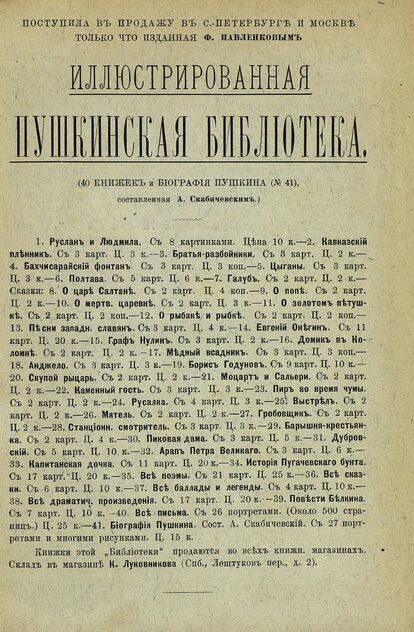 ПОСТУПИЛА ВЪ ПРОДАЖУ ВЪ С.-ПЕТЕРБУРГѢ И МОСКВѢ
ТОЛЬКО ЧТО ИЗДАННАЯ Ф. ПАВЛЕНКОВЫМЪ
ИЛЛЮСТРИРОВАННАЯ
ПУШКИНСКАЯ БИБЛІОТЕКА.
(40 КНИЖЕКЪ и БІОГРАФІЯ ПУШКИНА (№ 41),
составленная А. Скабичевскимъ.)
1. Русланъ и Людмила. Съ 8 картинками. Цѣна 10 к.—2. Кавказскій
плѣнникъ. Съ 3 карт. Ц. 3 к.—3. Братья-разбойники. Съ 3 карт. Ц. 2 к.—
4. Бахчисарайскій фонтанъ. Съ 3 карт. Ц. 3 коп.—5. Цыганы. Съ 3 карт.
Ц. 3 к.—6. Полтава. Съ 5 карт. Ц. 6 к.—7. Галубъ. Съ 2 карт. Ц. 2 к.—
Сказки: 8. О царѣ Салтанѣ. Съ 2 карт. Ц. 4 коп.—9. О попѣ. Съ 2 карт.
Ц. 2 к.—10. О мертв. царевнѣ. Съ 2 карт. Ц. 3 к.—11. О золотомъ пѣтуш-
кѣ. Съ 2 карт. Ц. 2 коп.—12. О рыбакѣ и рыбкѣ. Съ 2 карт. Ц. 2 коп.—
13. Пѣсни западн. славянъ. Съ 3 карт. Ц. 4 к.—14. Евгеній Онѣгинъ. Съ 11
карт. Ц. 20 к.—15. Графъ Нулинъ. Съ 3 карт. Ц. 2 к.—16. Домикъ въ Ко-
ломнѣ. Съ 2 карт. Ц. 2 к.—17. Мѣдный всадникъ. Съ 3 карт. Ц. 3 коп.—
18. Анджело. Съ 3 карт. Ц. 3 к.—19. Борисъ Годуновъ. Съ 9 карт. Ц. 10 к.—
20. Скупой рыцарь. Съ 2 карт. Ц. 2 к.—21. Моцартъ и Сальери. Съ 2 карт.
Ц. 2 к.—22. Каменный гость. Съ 3 карт. Ц. 3 к.—23. Пиръ во время чумы.
Съ 2 карт. Ц. 2 к.—24. Русалка. Съ 4 карт. Ц. 3 к.—25. Выстрѣлъ. Съ 2
карт. Ц. 2 к.—26. Мятель. Съ 2 карт. Ц. 2 к.—27. Гробовщикъ. Съ 2 карт.
Ц. 2 к.—28. Станціонн. смотритель. Съ 3 карт. Ц. 3 к.—29. Барышня-крестьян-
ка. Съ 2 карт. Ц. 4 к.—30. Пиковая дама. Съ 3 карт. Ц. 5 к.—31. Дубров-
скій. Съ 5 карт. Ц. 10 к.—32. Арапъ Петра Великаго. Съ 3 карт. Ц. 6 к.—
33. Капитанская дочка. Съ 11 карт. Ц. 20 к.—34. Исторія Пугачевскаго бунта.
Съ 17 карт. Ц. 20 к.—35. Всѣ поэмы. Съ 21 карт. Ц. 25 к.—36. Всѣ сказ-
ки. Съ 6 карт. Ц. 10 к.—37. Всѣ баллады и легенды. Съ 4 карт. Ц. 10 к.—
38. Всѣ драматич. произведенія. Съ 17 карт. Ц. 20 к.—39. Повѣсти Бѣлкина.
Съ 7 карт. Ц. 10 к.—40. Всѣ письма. Съ 26 портретами. (Около 500 стра-
ницъ.) Ц. 25 к.—41. Біографія Пушкина. Сост. А. Скабичевскій. Съ 27 порт-
ретами и многими рисунками. Ц. 15 к.
Книжки этой „Библіотеки“ продаются во всѣхъ книжн. магазинахъ.
Складъ въ магазинѣ К. Луковникова (Спб., Лештуковъ пер., д. 2).